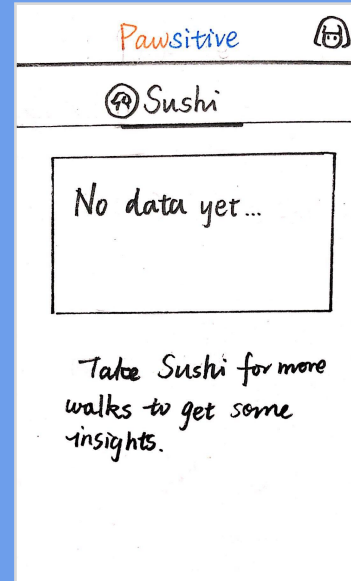 Pawsitive
Sushi
No data yet...
Take Sushi for more
walks to get some
insights.